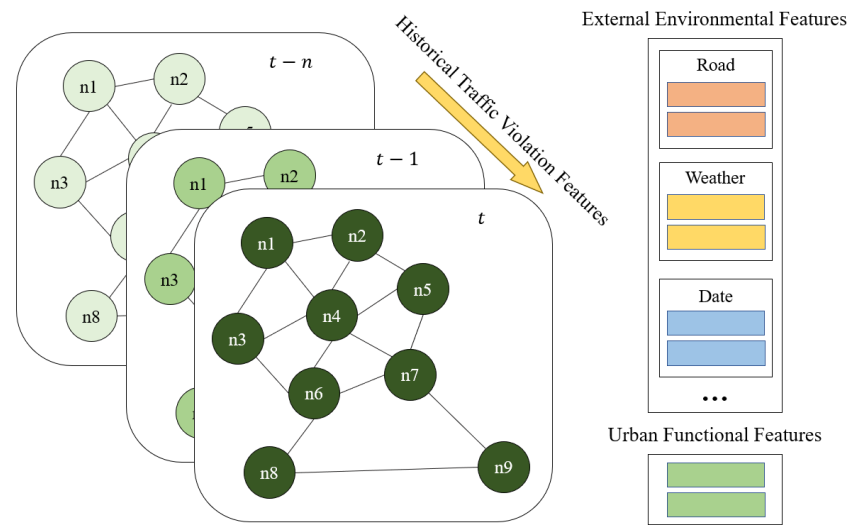 External Environmental Features
Historical Traffic Violation Features
t − n
n1
n2
n3
n8
t − 1
n1
n2
n3
t
n1
n2
n5
n4
n3
n7
n6
n8
n9
Road
Weather
Date
...
Urban Functional Features